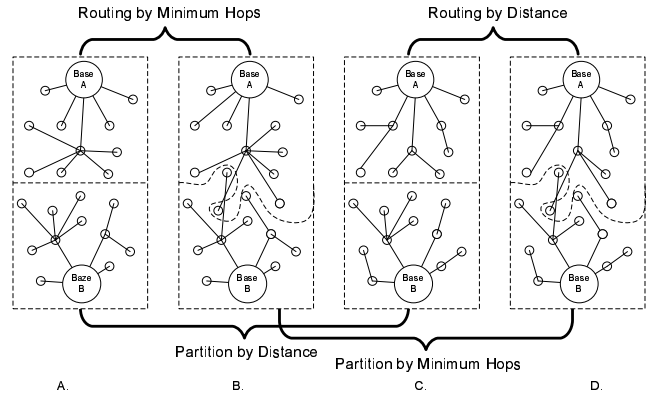 Routing by Minimum Hops
Routing by Distance
Base
A
Base
A
Base
A
Base
A
Baze
B
Base
B
Base
B
Base
B
Partition by Distance
Partition by Minimum Hops
A.
B.
C.
D.